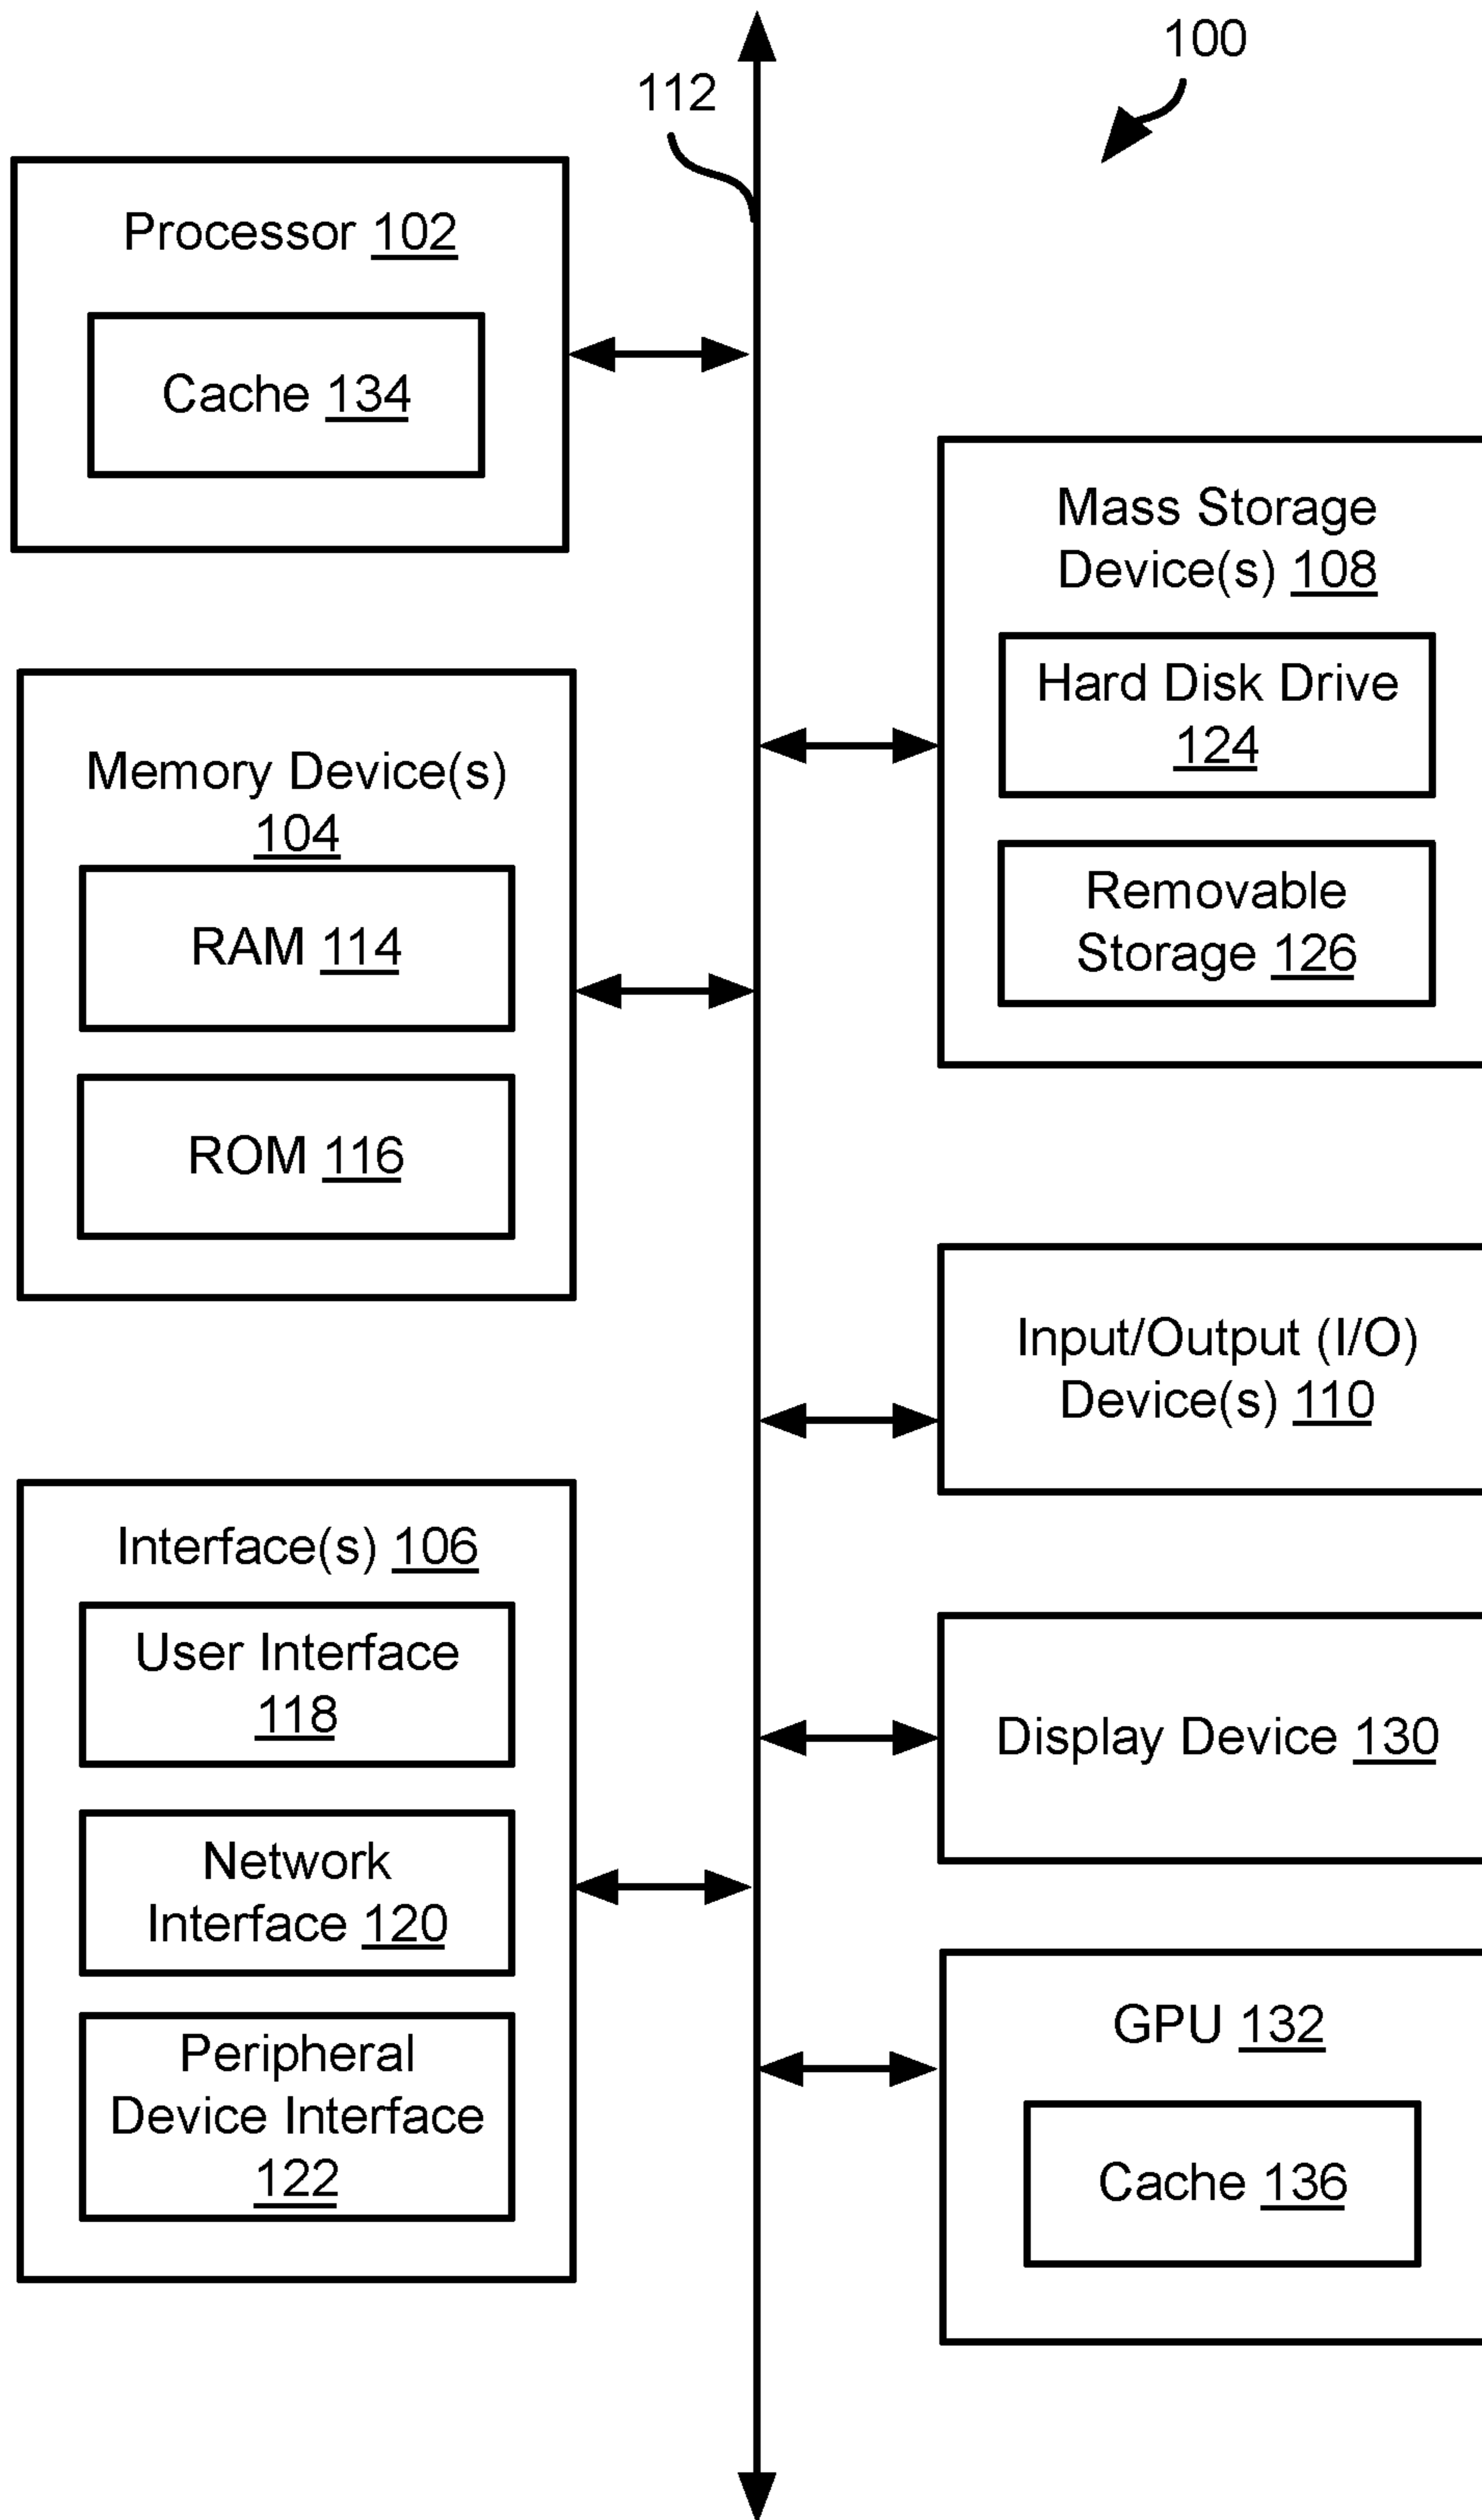 100
112
Processor 102
Cache 134
Memory Device(s)
104
RAM 114
ROM 116
Interface(s) 106
User Interface
118
Network
Interface 120
Peripheral
Device Interface
122
Mass Storage
Device(s) 108
Hard Disk Drive
124
Removable
Storage 126
Input/Output (I/O)
Device(s) 110
Display Device 130
GPU 132
Cache 136